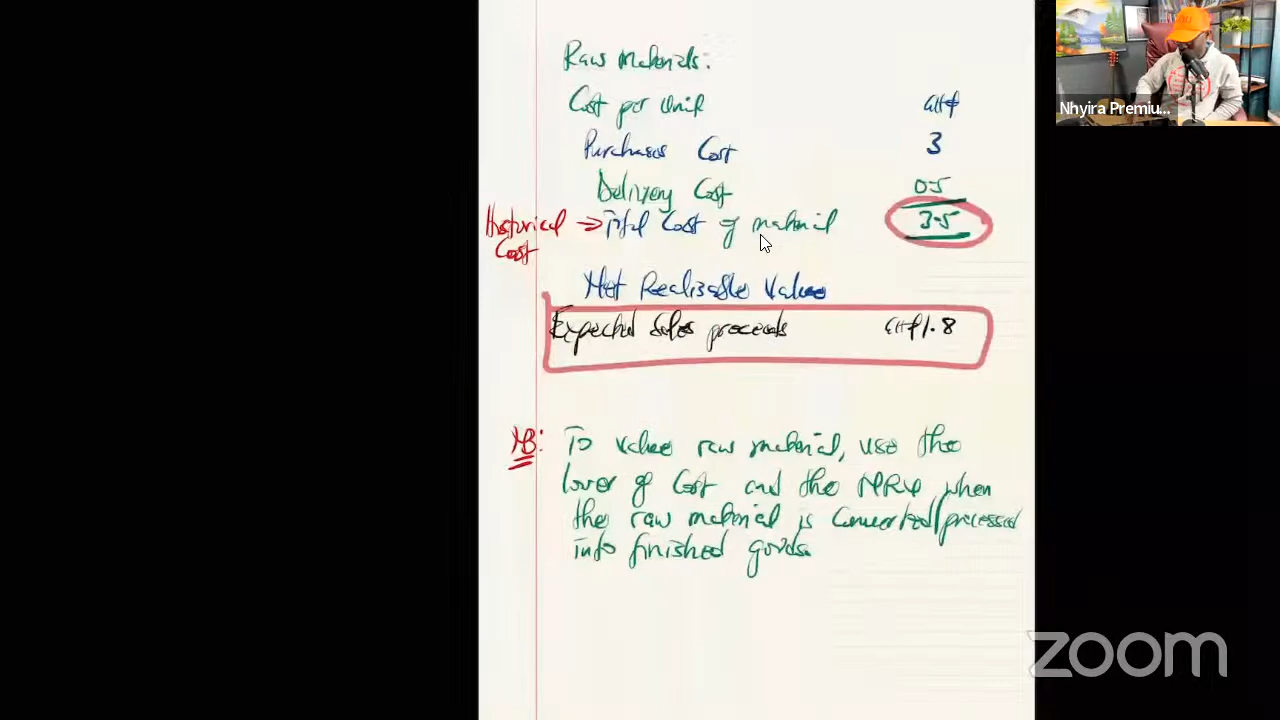 Raw Materials:
Cost per Unit GH¢
Purchases Cost 3
Delivery Cost 0.5
Historical Cost → Total Cost of material 3.5
Net Realisable Value
Expected Sales proceeds GH¢1.8
NB: To value raw material, use the
lower of Cost and the NRV when
the raw material is Converted/processed
into finished goods.
Nhyira Premiu...
zoom